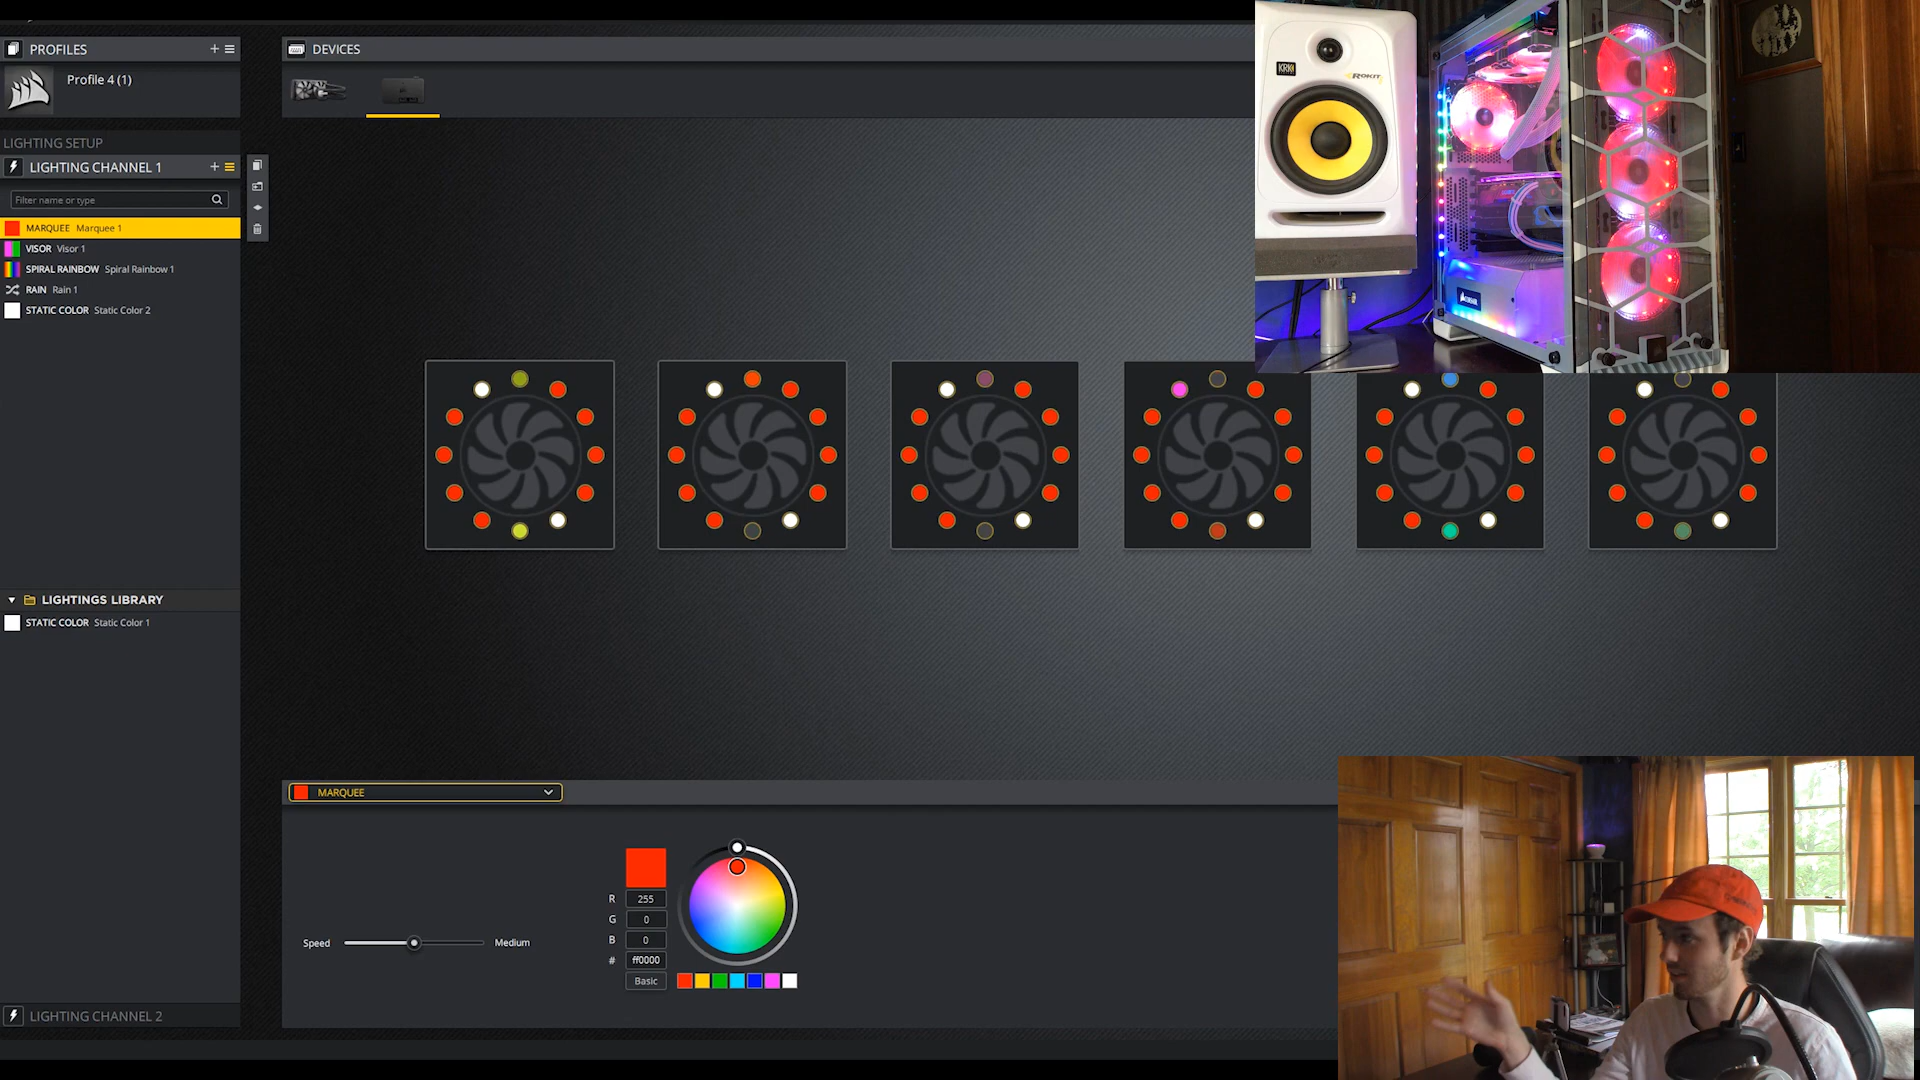 PROFILES
Profile 4 (1)
LIGHTING SETUP
LIGHTING CHANNEL 1
Filter name or type
MARQUEE Marquee 1
VISOR Visor 1
SPIRAL RAINBOW Spiral Rainbow 1
RAIN Rain 1
STATIC COLOR Static Color 2
LIGHTINGS LIBRARY
STATIC COLOR Static Color 1
LIGHTING CHANNEL 2
DEVICES
KRK
ROKIT
CORSAIR
MARQUEE
Speed
Medium
R 255
G 0
B 0
# ff0000
Basic